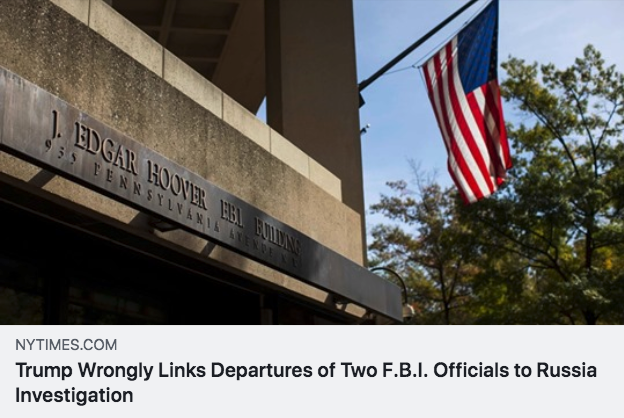 J. EDGAR HOOVER F.B.I. BUILDING
935 PENNSYLVANIA AVENUE N.W.
NYTIMES.COM
Trump Wrongly Links Departures of Two F.B.I. Officials to Russia
Investigation